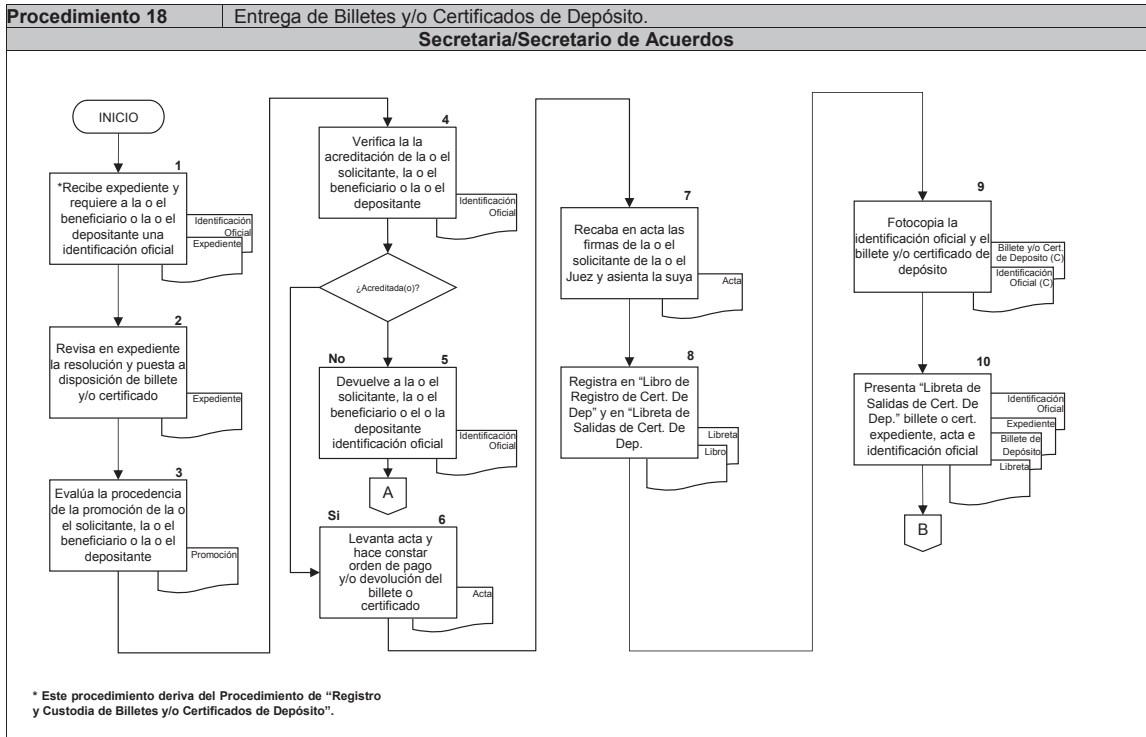 Procedimiento 18 Entrega de Billetes y/o Certificados de Depósito.
Secretaria/Secretario de Acuerdos
INICIO
1
*Recibe expediente y
requiere a la o el
beneficiario o la o el
depositante una
identificación oficial
Identificación
Oficial
Expediente
2
Revisa en expediente
la resolución y puesta a
disposición de billete
y/o certificado
Expediente
3
Evalúa la procedencia
de la promoción de la o
el solicitante, la o el
beneficiario o la o el
depositante
Promoción
4
Verifica la la
acreditación de la o el
solicitante, la o el
beneficiario o la o el
depositante
Identificación
Oficial
¿Acreditada(o)?
No
5
Devuelve a la o el
solicitante, la o el
beneficiario o el o la
depositante
identificación oficial
Identificación
Oficial
A
Si
6
Levanta acta y
hace constar
orden de pago
y/o devolución del
billete o
certificado
Acta
7
Recaba en acta las
firmas de la o el
solicitante de la o el
Juez y asienta la suya
Acta
8
Registra en “Libro de
Registro de Cert. De
Dep” y en “Libreta de
Salidas de Cert. De
Dep.
Libreta
Libro
9
Fotocopia la
identificación oficial y el
billete y/o certificado de
depósito
Billete y/o Cert.
de Deposito (C)
Identificación
Oficial (C)
10
Presenta “Libreta de
Salidas de Cert. De
Dep.” billete o cert.
expediente, acta e
identificación oficial
Identificación
Oficial
Expediente
Billete de
Depósito
Libreta
B
* Este procedimiento deriva del Procedimiento de “Registro
y Custodia de Billetes y/o Certificados de Depósito”.